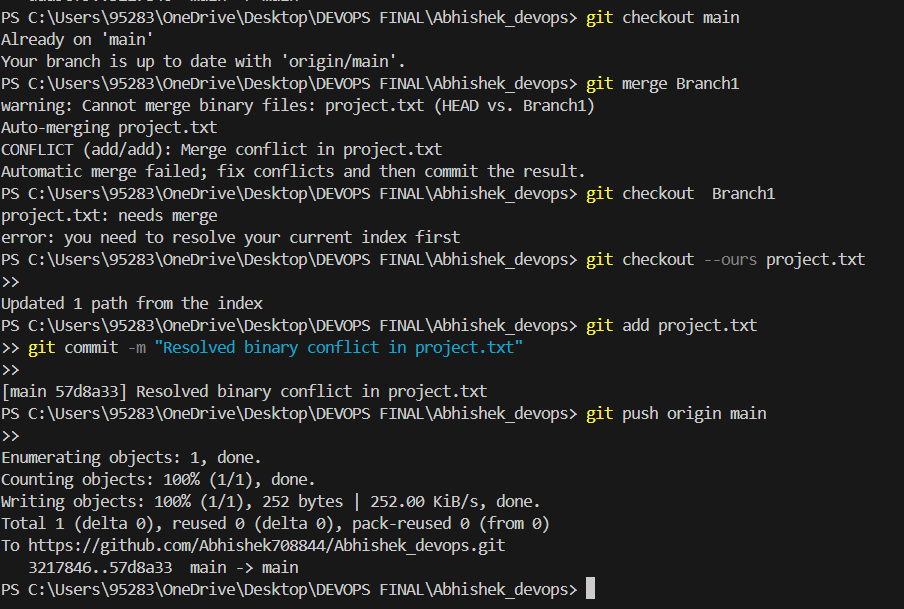 PS C:\Users\95283\OneDrive\Desktop\DEVOPS FINAL\Abhishek_devops> git checkout main
Already on 'main'
Your branch is up to date with 'origin/main'.
PS C:\Users\95283\OneDrive\Desktop\DEVOPS FINAL\Abhishek_devops> git merge Branch1
warning: Cannot merge binary files: project.txt (HEAD vs. Branch1)
Auto-merging project.txt
CONFLICT (add/add): Merge conflict in project.txt
Automatic merge failed; fix conflicts and then commit the result.
PS C:\Users\95283\OneDrive\Desktop\DEVOPS FINAL\Abhishek_devops> git checkout  Branch1
project.txt: needs merge
error: you need to resolve your current index first
PS C:\Users\95283\OneDrive\Desktop\DEVOPS FINAL\Abhishek_devops> git checkout --ours project.txt
>>
Updated 1 path from the index
PS C:\Users\95283\OneDrive\Desktop\DEVOPS FINAL\Abhishek_devops> git add project.txt
>> git commit -m "Resolved binary conflict in project.txt"
>>
[main 57d8a33] Resolved binary conflict in project.txt
PS C:\Users\95283\OneDrive\Desktop\DEVOPS FINAL\Abhishek_devops> git push origin main
>>
Enumerating objects: 1, done.
Counting objects: 100% (1/1), done.
Writing objects: 100% (1/1), 252 bytes | 252.00 KiB/s, done.
Total 1 (delta 0), reused 0 (delta 0), pack-reused 0 (from 0)
To https://github.com/Abhishek708844/Abhishek_devops.git
   3217846..57d8a33  main -> main
PS C:\Users\95283\OneDrive\Desktop\DEVOPS FINAL\Abhishek_devops>